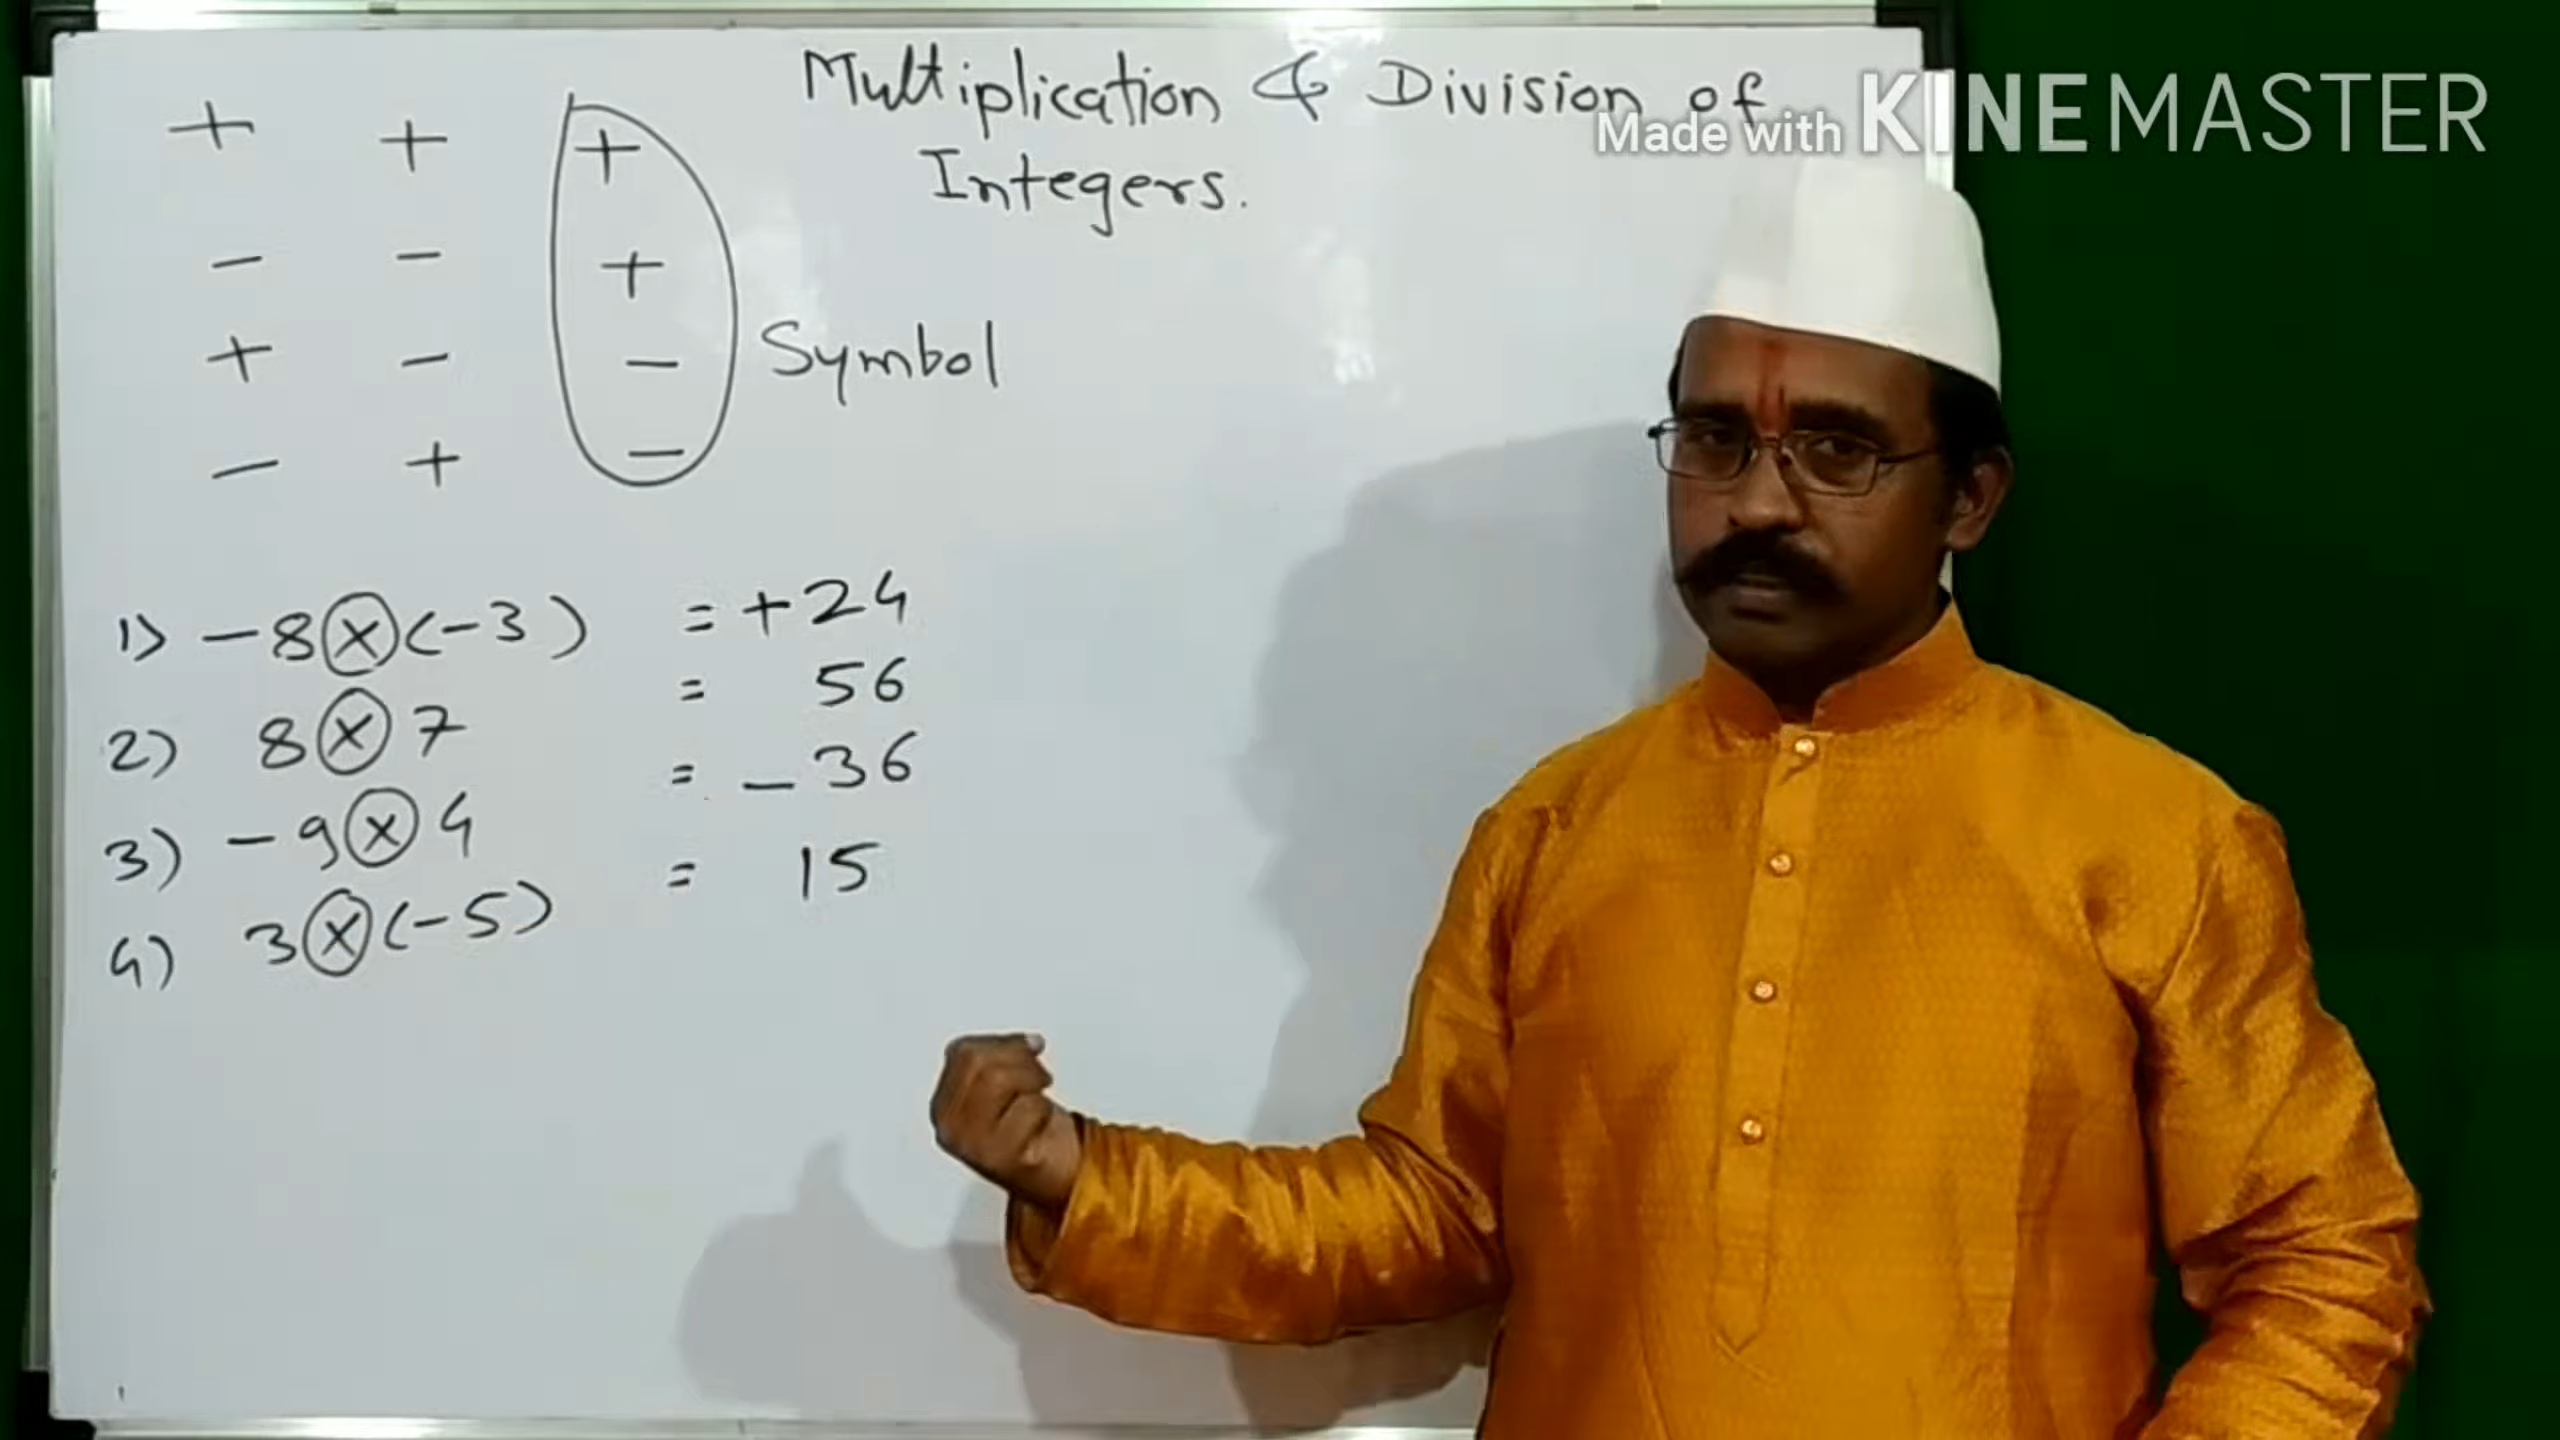 Multiplication & Division of
Integers.
Made with KINEMASTER
+ + +
- - +
+ - -
- + -
Symbol
1) -8 × (-3) = +24
2) 8 × 7 = 56
3) -9 × 4 = -36
4) 3 × (-5) = 15